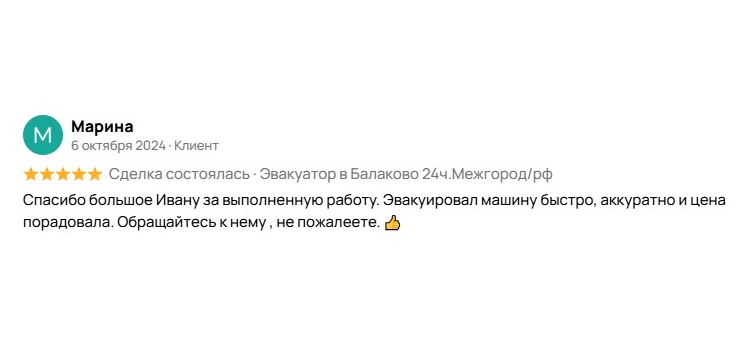 М
Марина
6 октября 2024 · Клиент
Сделка состоялась · Эвакуатор в Балаково 24ч.Межгород/рф
Спасибо большое Ивану за выполненную работу. Эвакуировал машину быстро, аккуратно и цена
порадовала. Обращайтесь к нему , не пожалеете. 👍